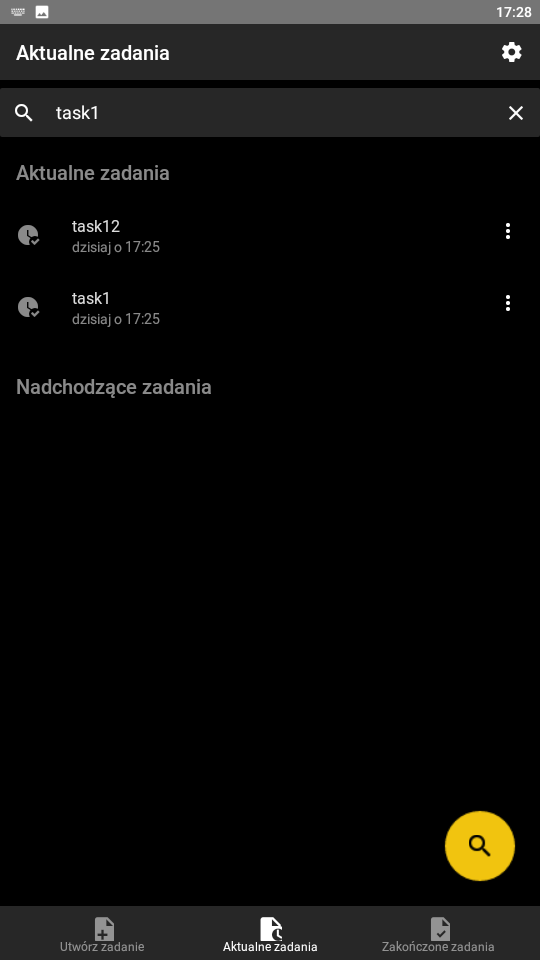 17:28
Aktualne zadania
task1
Aktualne zadania
task12
dzisiaj o 17:25
task1
dzisiaj o 17:25
Nadchodzące zadania
Utwórz zadanie
Aktualne zadania
Zakończone zadania